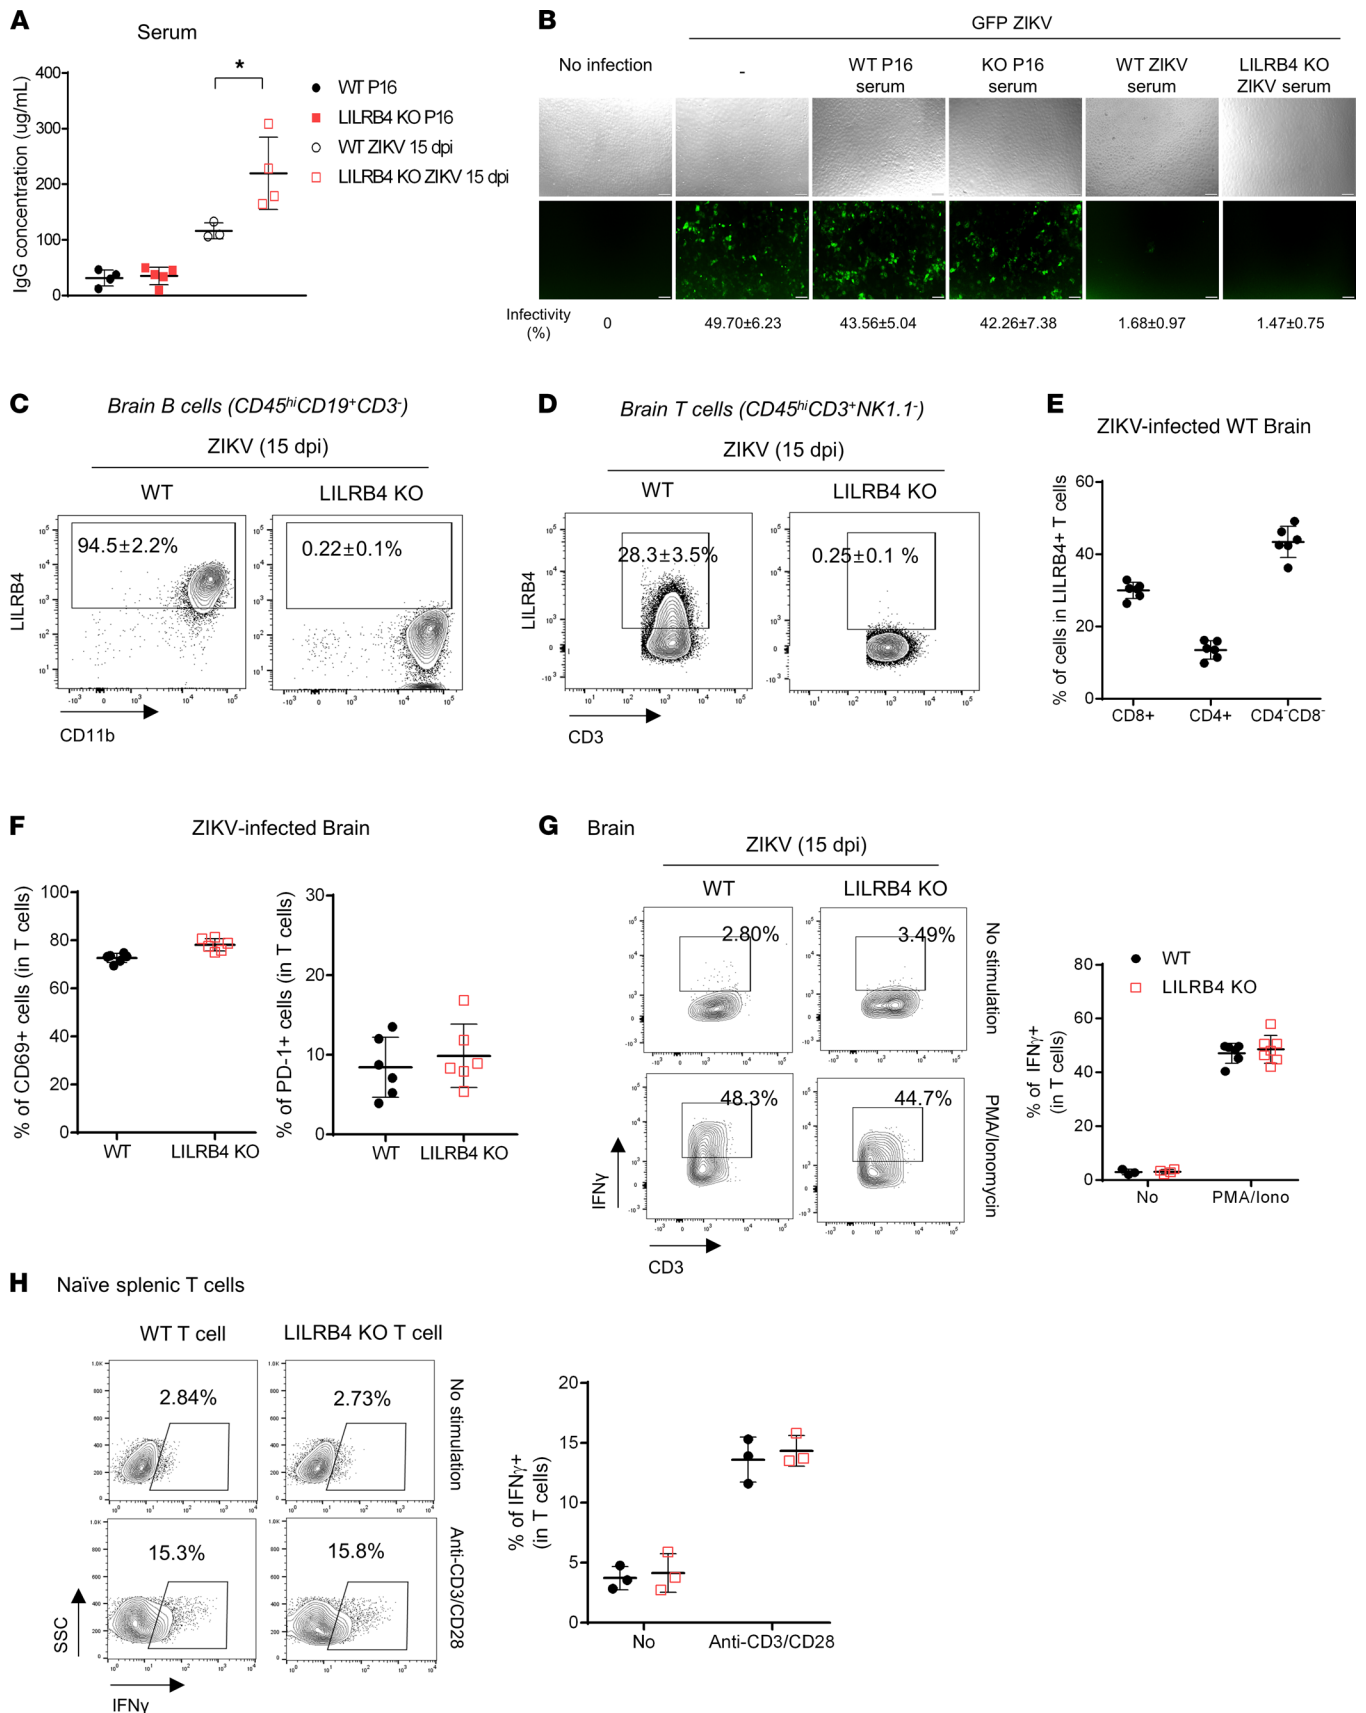 A
Serum
*
IgG concentration (ug/mL)
400
300
200
100
0
WT P16
LILRB4 KO P16
WT ZIKV 15 dpi
LILRB4 KO ZIKV 15 dpi
B
GFP ZIKV
No infection
-
WT P16
serum
KO P16
serum
WT ZIKV
serum
LILRB4 KO
ZIKV serum
Infectivity
(%)
0
49.70±6.23
43.56±5.04
42.26±7.38
1.68±0.97
1.47±0.75
C
Brain B cells (CD45hiCD19+CD3-)
ZIKV (15 dpi)
WT
LILRB4 KO
94.5±2.2%
0.22±0.1%
LILRB4
CD11b
D
Brain T cells (CD45hiCD3+NK1.1-)
ZIKV (15 dpi)
WT
LILRB4 KO
28.3±3.5%
0.25±0.1 %
LILRB4
CD3
E
ZIKV-infected WT Brain
% of cells in LILRB4+ T cells
60
40
20
0
CD8+
CD4+
CD4-CD8-
F
ZIKV-infected Brain
% of CD69+ cells (in T cells)
100
80
60
40
20
0
WT
LILRB4 KO
% of PD-1+ cells (in T cells)
30
20
10
0
WT
LILRB4 KO
G
Brain
ZIKV (15 dpi)
WT
LILRB4 KO
2.80%
3.49%
No stimulation
48.3%
44.7%
PMA/Ionomycin
IFNγ
CD3
WT
LILRB4 KO
% of IFNγ+
(in T cells)
80
60
40
20
0
No
PMA/Iono
H
Naïve splenic T cells
WT T cell
LILRB4 KO T cell
2.84%
2.73%
No stimulation
15.3%
15.8%
Anti-CD3/CD28
SSC
IFNγ
% of IFNγ+
(in T cells)
20
15
10
5
0
No
Anti-CD3/CD28